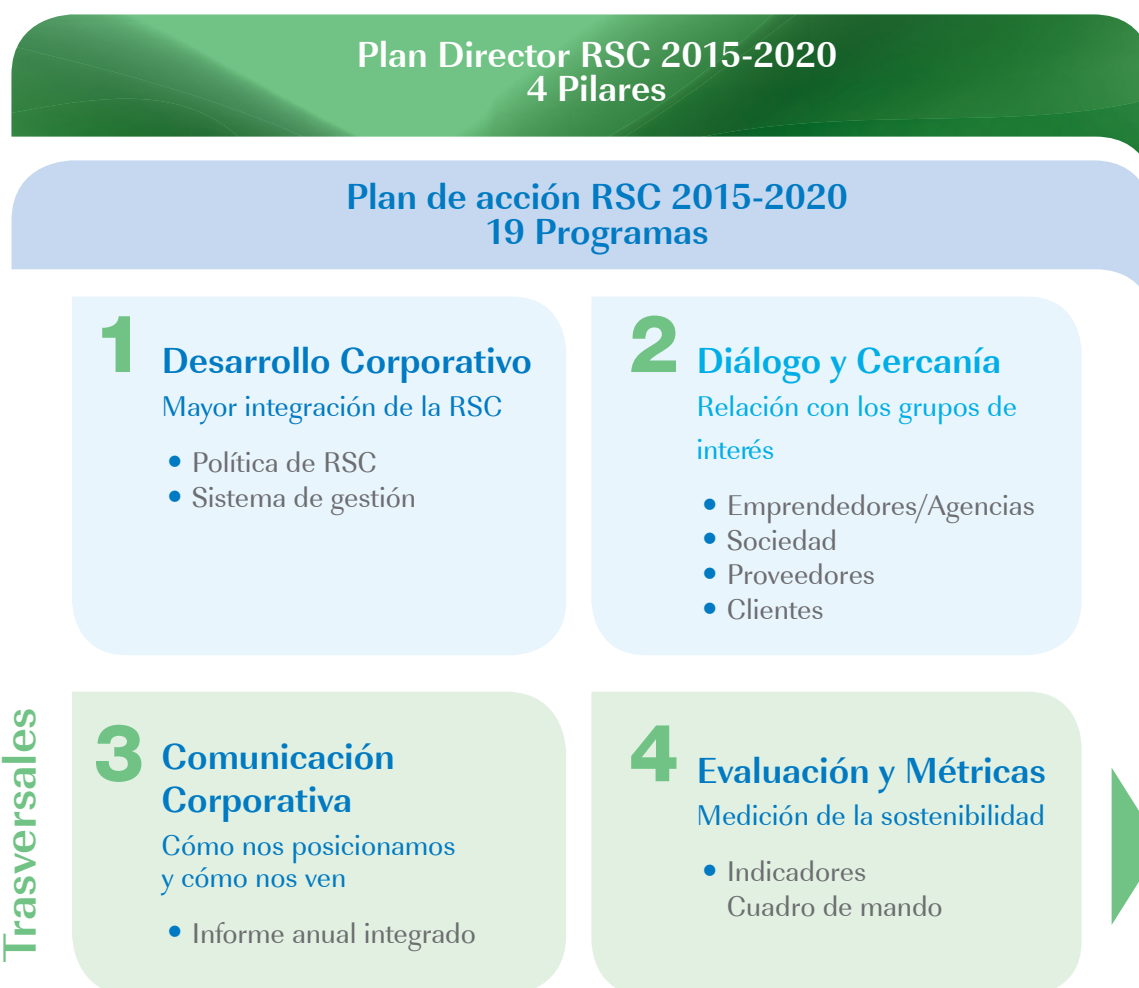 Plan Director RSC 2015-2020
4 Pilares
Plan de acción RSC 2015-2020
19 Programas
1
Desarrollo Corporativo
Mayor integración de la RSC
• Política de RSC
• Sistema de gestión
2
Diálogo y Cercanía
Relación con los grupos de
interés
• Emprendedores/Agencias
• Sociedad
• Proveedores
• Clientes
Trasversales
3
Comunicación
Corporativa
Cómo nos posicionamos
y cómo nos ven
• Informe anual integrado
4
Evaluación y Métricas
Medición de la sostenibilidad
• Indicadores
Cuadro de mando